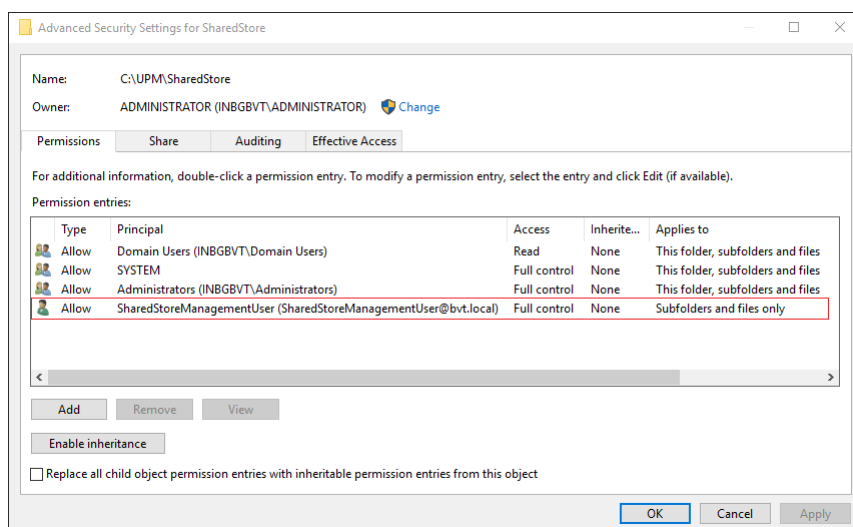 Advanced Security Settings for SharedStore
Name: C:\UPM\SharedStore
Owner: ADMINISTRATOR (INBGBVT\ADMINISTRATOR) Change
Permissions Share Auditing Effective Access
For additional information, double-click a permission entry. To modify a permission entry, select the entry and click Edit (if available).
Permission entries:
Type Principal Access Inherite... Applies to
Allow Domain Users (INBGBVT\Domain Users) Read None This folder, subfolders and files
Allow SYSTEM Full control None This folder, subfolders and files
Allow Administrators (INBGBVT\Administrators) Full control None This folder, subfolders and files
Allow SharedStoreManagementUser (SharedStoreManagementUser@bvt.local) Full control None Subfolders and files only
Add Remove View
Enable inheritance
Replace all child object permission entries with inheritable permission entries from this object
OK Cancel Apply